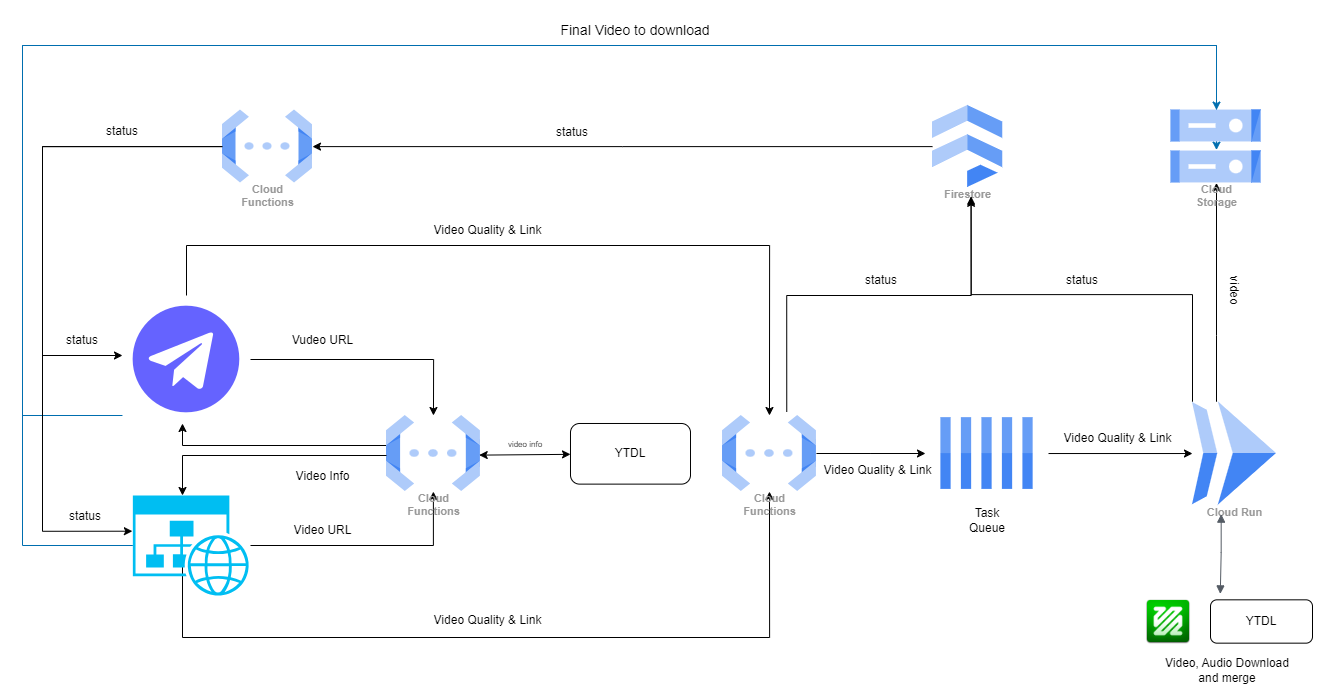 Final Video to download
status
status
Cloud
Functions
Firestore
Cloud
Storage
Video Quality & Link
status
status
video
status
Vudeo URL
video info
YTDL
Video Quality & Link
Video Quality & Link
Video Info
Cloud
Functions
Cloud
Functions
Task
Queue
Cloud Run
status
Video URL
Video Quality & Link
YTDL
Video, Audio Download
and merge